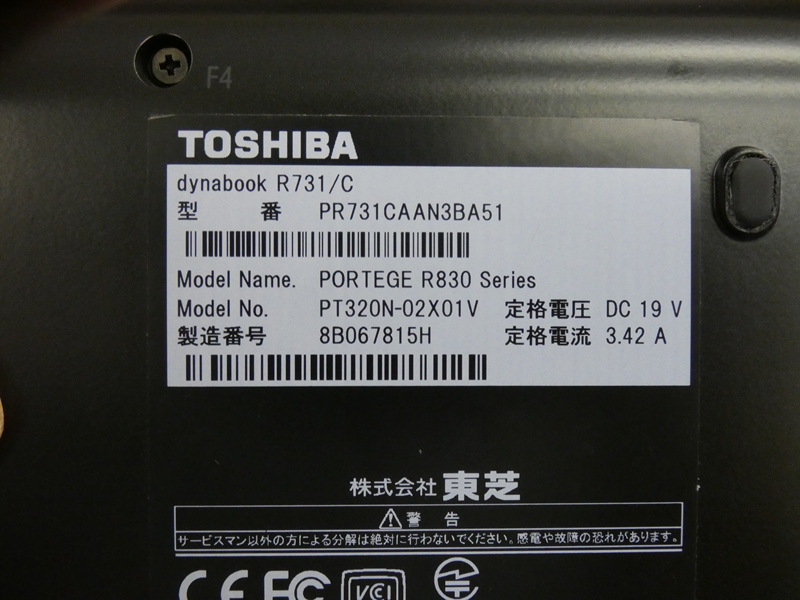 F4
TOSHIBA
dynabook R731/C
型 番 PR731CAAN3BA51
Model Name. PORTEGE R830 Series
Model No. PT320N-02X01V 定格電圧 DC 19 V
製造番号 8B067815H 定格電流 3.42 A
株式会社 東芝
警 告
サービスマン以外の方による分解は絶対に行わないでください。感電や故障の恐れがあります。
CE FC VCI